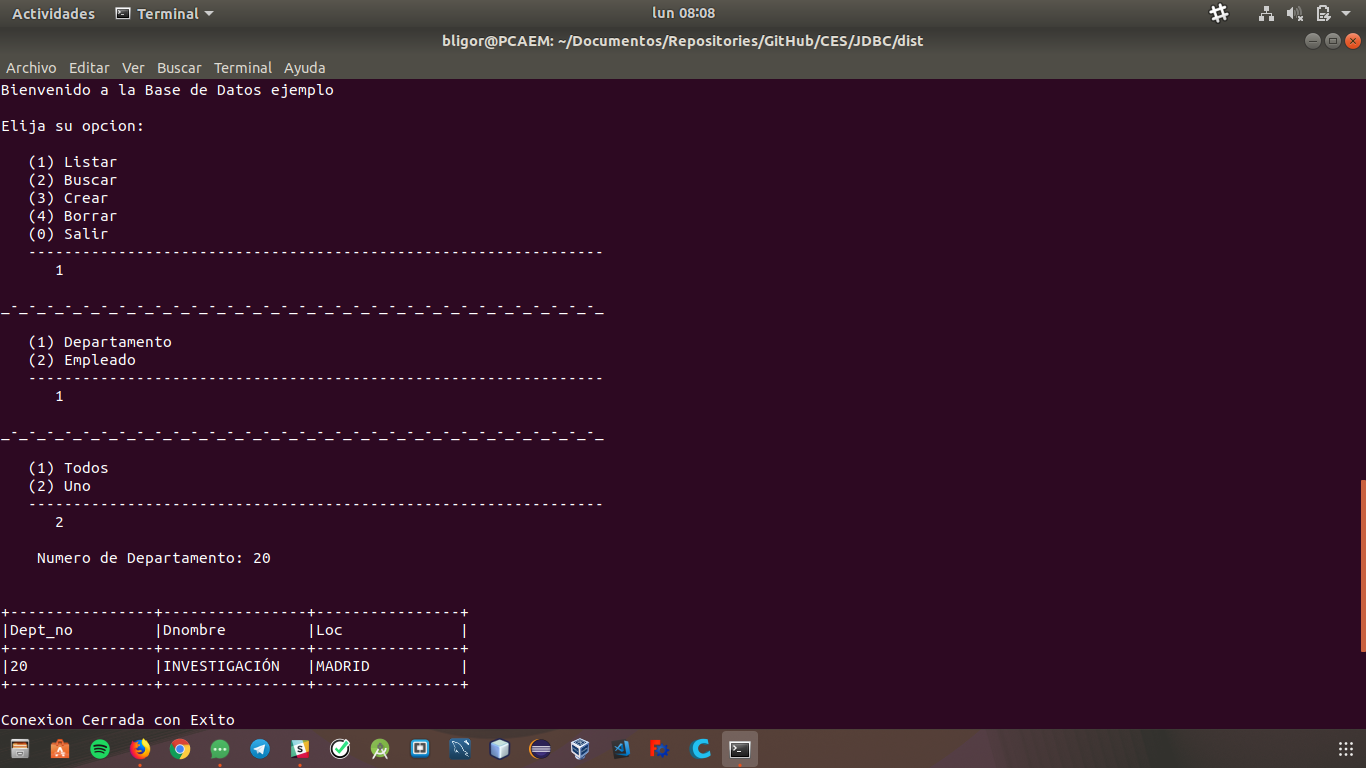 Actividades Terminal lun 08:08
bligor@PCAEM: ~/Documentos/Repositories/GitHub/CES/JDBC/dist
Archivo Editar Ver Buscar Terminal Ayuda
Bienvenido a la Base de Datos ejemplo
Elija su opcion:
(1) Listar
(2) Buscar
(3) Crear
(4) Borrar
(0) Salir
----------------------------------------------------------------
1
_-_-_-_-_-_-_-_-_-_-_-_-_-_-_-_-_-_-_-_-_-_-_-_-_-_-_-_-_-_-_-_-_-_
(1) Departamento
(2) Empleado
----------------------------------------------------------------
1
_-_-_-_-_-_-_-_-_-_-_-_-_-_-_-_-_-_-_-_-_-_-_-_-_-_-_-_-_-_-_-_-_-_
(1) Todos
(2) Uno
----------------------------------------------------------------
2
Numero de Departamento: 20
+----------------+----------------+----------------+
|Dept_no         |Dnombre         |Loc             |
+----------------+----------------+----------------+
|20              |INVESTIGACIÓN   |MADRID          |
+----------------+----------------+----------------+
Conexion Cerrada con Exito